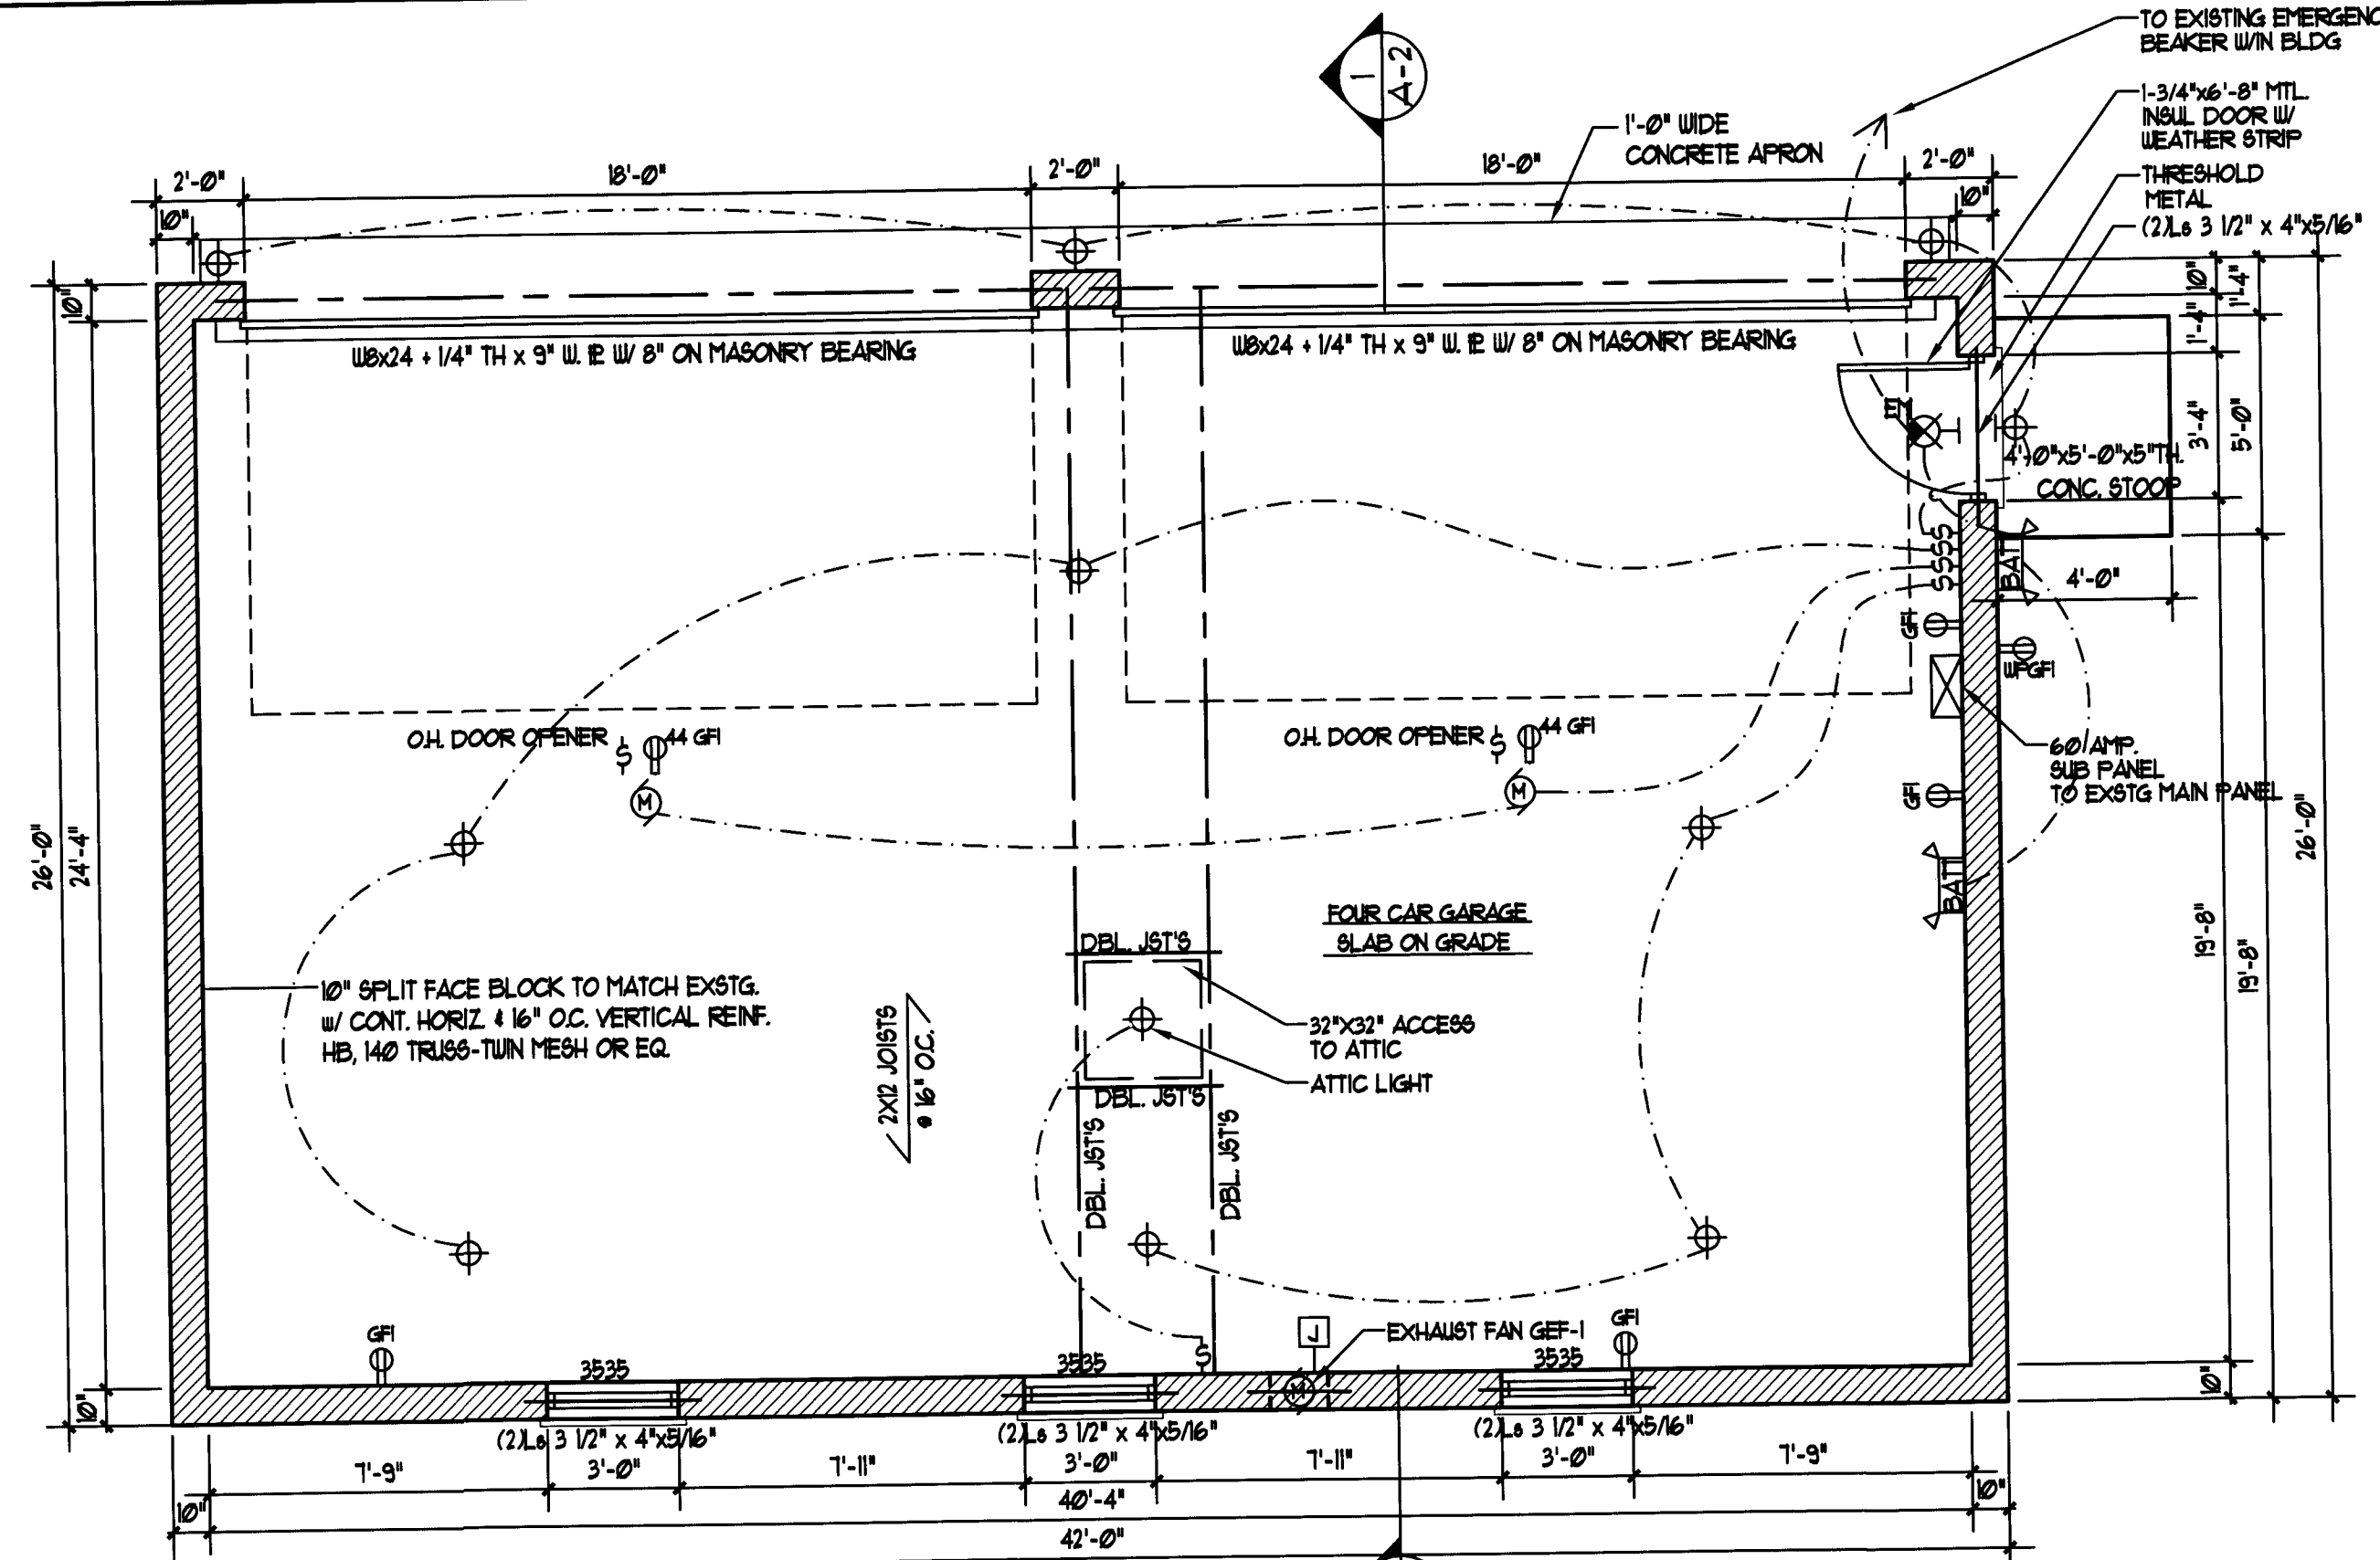 TO EXISTING EMERGENC
BEAKER W/IN BLDG
1-3/4"x6'-8" MTL.
INSUL DOOR W/
WEATHER STRIP
THRESHOLD
METAL
(2)Ls 3 1/2" x 4"x5/16"
1
A-2
1'-0" WIDE
CONCRETE APRON
2'-0"
18'-0"
2'-0"
18'-0"
2'-0"
10"
10"
10"
10"
1'-4"
1'-4"
W8x24 + 1/4" TH x 9" W. PL W/ 8" ON MASONRY BEARING
W8x24 + 1/4" TH x 9" W. PL W/ 8" ON MASONRY BEARING
3'-4"
5'-0"
EX
4'-0"x5'-0"x5"TH.
CONC. STOOP
SSSS
BATT
4'-0"
GFI
WPGFI
O.H. DOOR OPENER S 44 GFI
M
O.H. DOOR OPENER S 44 GFI
M
60 AMP.
SUB PANEL
TO EXSTG MAIN PANEL
GFI
BATT
26'-0"
24'-4"
26'-0"
19'-8"
19'-8"
FOUR CAR GARAGE
SLAB ON GRADE
DBL. JST'S
10" SPLIT FACE BLOCK TO MATCH EXSTG.
W/ CONT. HORIZ. & 16" O.C. VERTICAL REINF.
HB, 140 TRUSS-TWIN MESH OR EQ.
2X12 JOISTS
@ 16" O.C.
32"X32" ACCESS
TO ATTIC
ATTIC LIGHT
DBL. JST'S
DBL. JST'S
DBL. JST'S
GFI
3535
3535
S
J
EXHAUST FAN GEF-1
M
GFI
3535
10"
10"
(2)Ls 3 1/2" x 4"x5/16"
(2)Ls 3 1/2" x 4"x5/16"
(2)Ls 3 1/2" x 4"x5/16"
7'-9"
3'-0"
7'-11"
3'-0"
7'-11"
3'-0"
7'-9"
10"
40'-4"
10"
42'-0"